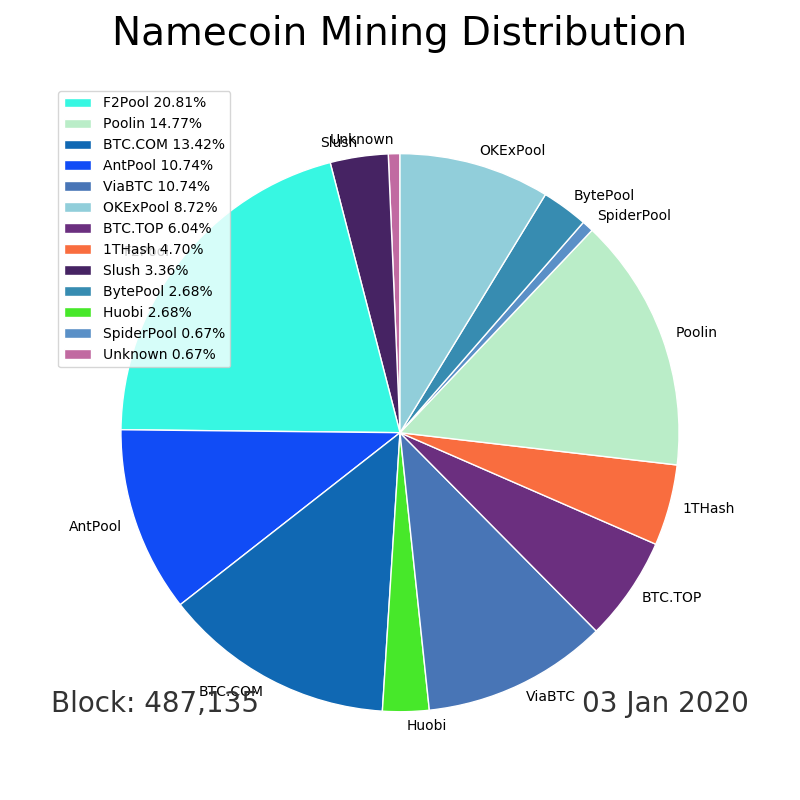 Namecoin Mining Distribution
F2Pool 20.81%
Poolin 14.77%
BTC.COM 13.42%
AntPool 10.74%
ViaBTC 10.74%
OKExPool 8.72%
BTC.TOP 6.04%
1THash 4.70%
Slush 3.36%
BytePool 2.68%
Huobi 2.68%
SpiderPool 0.67%
Unknown 0.67%
Slush
Unknown
OKExPool
BytePool
SpiderPool
Poolin
F2Pool
1THash
AntPool
BTC.TOP
BTC.COM
ViaBTC
Huobi
Block: 487,135
03 Jan 2020